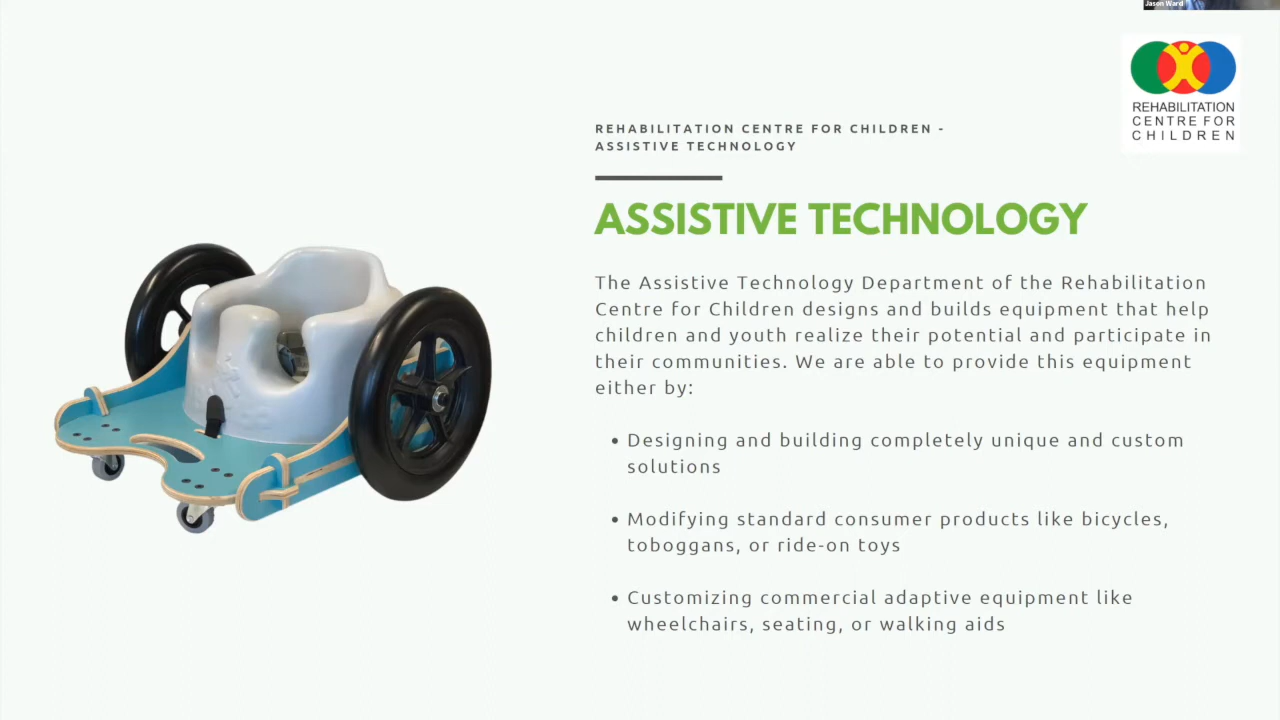 Jason Ward
REHABILITATION
CENTRE FOR
CHILDREN
REHABILITATION CENTRE FOR CHILDREN -
ASSISTIVE TECHNOLOGY
ASSISTIVE TECHNOLOGY
The Assistive Technology Department of the Rehabilitation
Centre for Children designs and builds equipment that help
children and youth realize their potential and participate in
their communities. We are able to provide this equipment
either by:
• Designing and building completely unique and custom
solutions
• Modifying standard consumer products like bicycles,
toboggans, or ride-on toys
• Customizing commercial adaptive equipment like
wheelchairs, seating, or walking aids